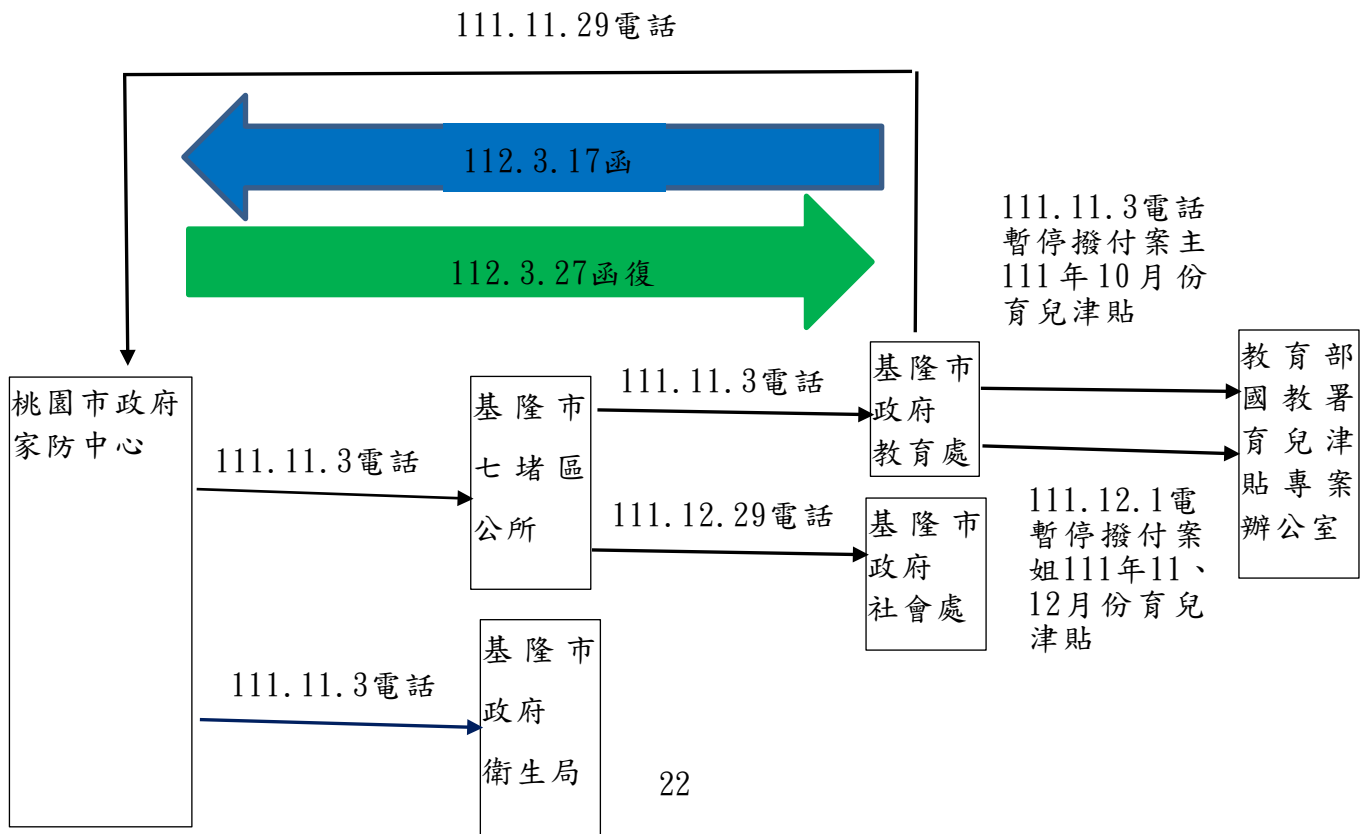 111.11.29電話
112.3.17函
112.3.27函復
111.11.3電話
暫停撥付案主
111年10月份
育兒津貼
桃園市政府
家防中心
111.11.3電話
基隆市
七堵區
公所
111.11.3電話
基隆市
政府
教育處
教育部
國教署
育兒津
貼專案
辦公室
111.12.29電話
基隆市
政府
社會處
111.12.1電
暫停撥付案
姐111年11、
12月份育兒
津貼
111.11.3電話
基隆市
政府
衛生局
22